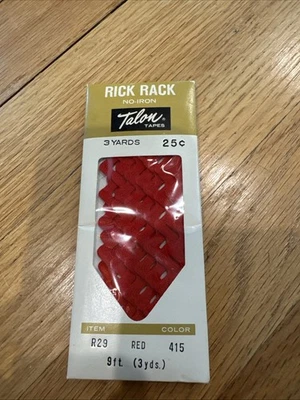 RICK RACK
NO-IRON
Talon
TAPES
3 YARDS 25¢
ITEM COLOR
R29 RED 415
9ft. (3yds.)